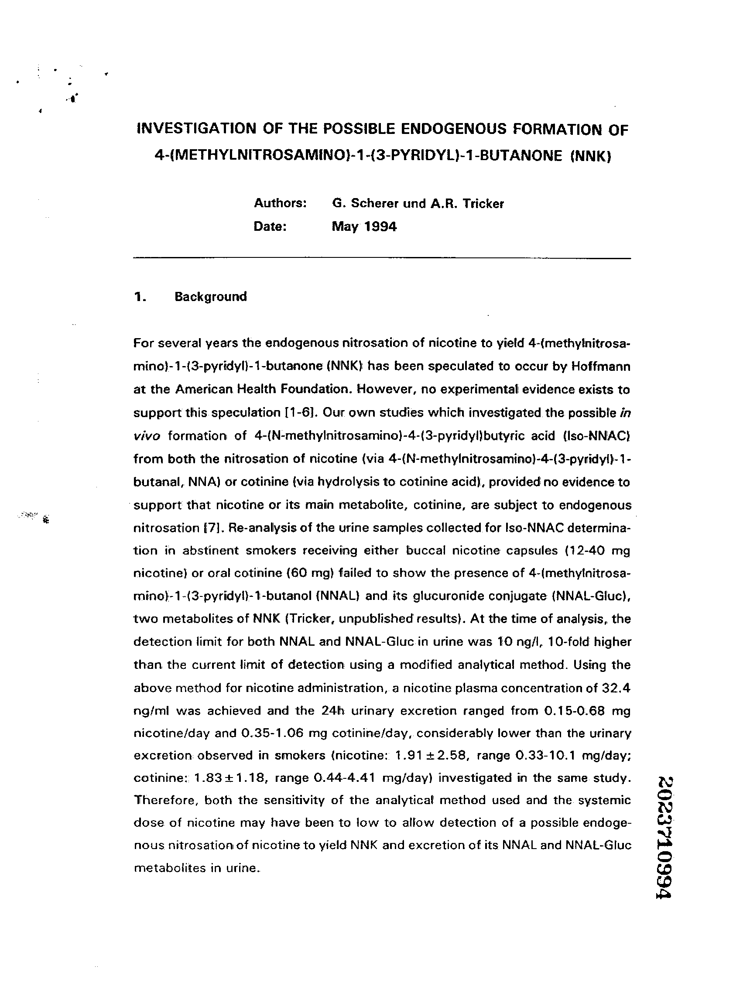 INVESTIGATION OF THE POSSIBLE ENDOGENOUS FORMATION OF
4-(METHYLNITROSAMINO)-1-(3-PYRIDYL)-1-BUTANONE (NNK)
Authors: G. Scherer und A.R. Tricker
Date: May 1994
1. Background
For several years the endogenous nitrosation of nicotine to yield 4-(methylnitrosa-
mino)-1-(3-pyridyl)-1-butanone (NNK) has been speculated to occur by Hoffmann
at the American Health Foundation. However, no experimental evidence exists to
support this speculation [1-6]. Our own studies which investigated the possible in
vivo formation of 4-(N-methylnitrosamino)-4-(3-pyridyl)butyric acid (Iso-NNAC)
from both the nitrosation of nicotine (via 4-(N-methylnitrosamino)-4-(3-pyridyl)-1-
butanal, NNA) or cotinine (via hydrolysis to cotinine acid), provided no evidence to
support that nicotine or its main metabolite, cotinine, are subject to endogenous
nitrosation [7]. Re-analysis of the urine samples collected for Iso-NNAC determina-
tion in abstinent smokers receiving either buccal nicotine capsules (12-40 mg
nicotine) or oral cotinine (60 mg) failed to show the presence of 4-(methylnitrosa-
mino)-1-(3-pyridyl)-1-butanol (NNAL) and its glucuronide conjugate (NNAL-Gluc),
two metabolites of NNK (Tricker, unpublished results). At the time of analysis, the
detection limit for both NNAL and NNAL-Gluc in urine was 10 ng/l, 10-fold higher
than the current limit of detection using a modified analytical method. Using the
above method for nicotine administration, a nicotine plasma concentration of 32.4
ng/ml was achieved and the 24h urinary excretion ranged from 0.15-0.68 mg
nicotine/day and 0.35-1.06 mg cotinine/day, considerably lower than the urinary
excretion observed in smokers (nicotine: 1.91 ± 2.58, range 0.33-10.1 mg/day;
cotinine: 1.83 ± 1.18, range 0.44-4.41 mg/day) investigated in the same study.
Therefore, both the sensitivity of the analytical method used and the systemic
dose of nicotine may have been to low to allow detection of a possible endoge-
nous nitrosation of nicotine to yield NNK and excretion of its NNAL and NNAL-Gluc
metabolites in urine.
2023710994